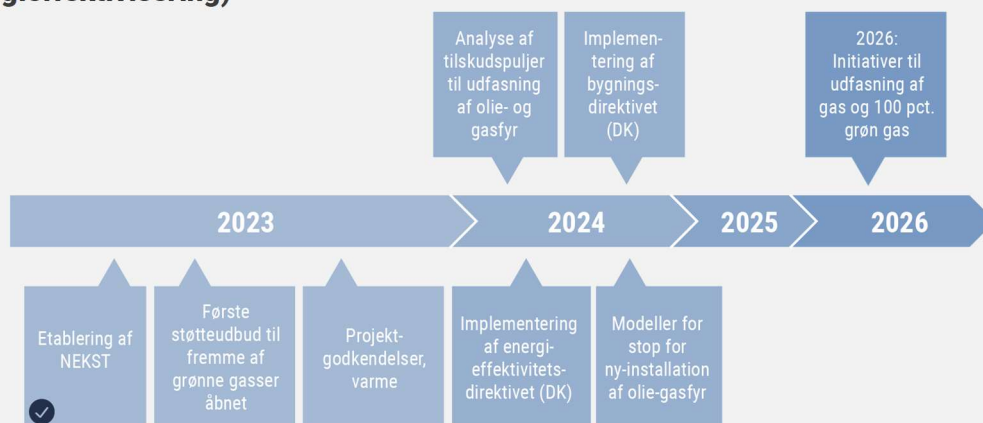 Analyse af
tilskudspuljer
til udfasning
af olie- og
gasfyr
Implemen-
tering af
bygnings-
direktivet
(DK)
2026:
Initiativer til
udfasning af
gas og 100 pct.
grøn gas
2023
2024
2025
2026
Etablering af
NEKST
Første
støtteudbud til
fremme af
grønne gasser
åbnet
Projekt-
godkendelser,
varme
Implementering
af energi-
effektivitets-
direktivet (DK)
Modeller for
stop for
ny-installation
af olie-gasfyr